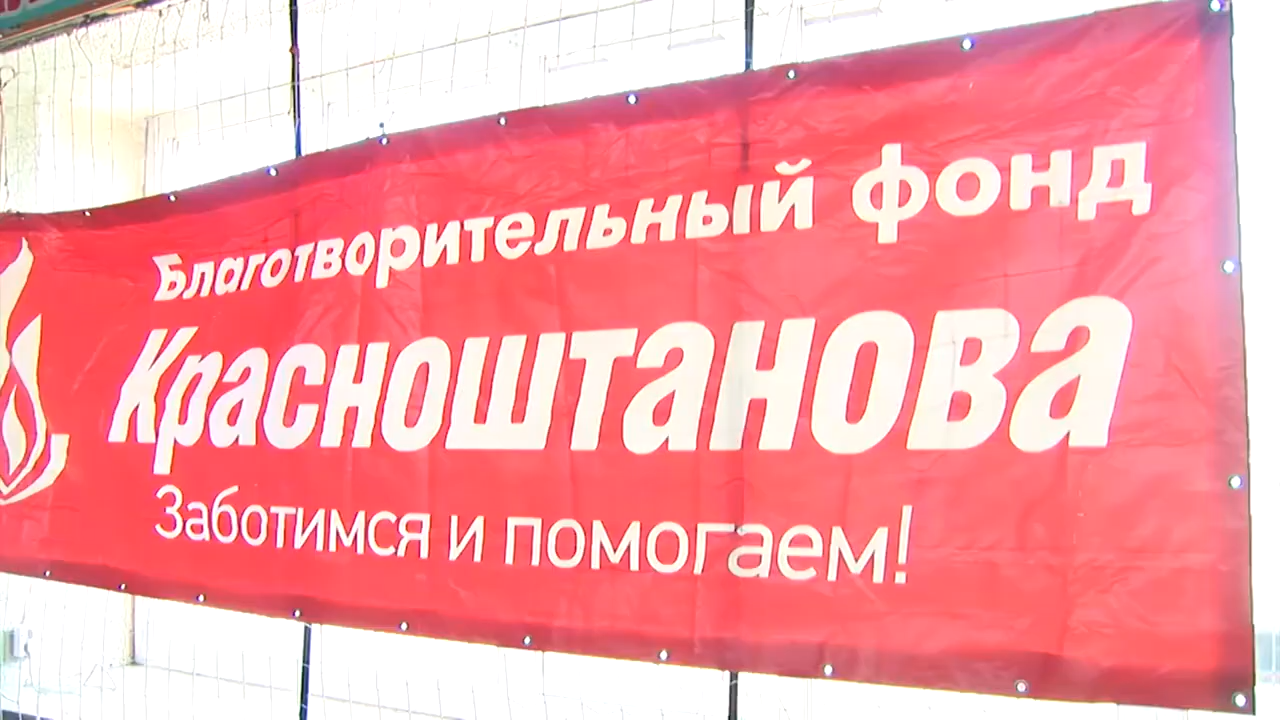 Благотворительный фонд
Красноштанова
Заботимся и помогаем!